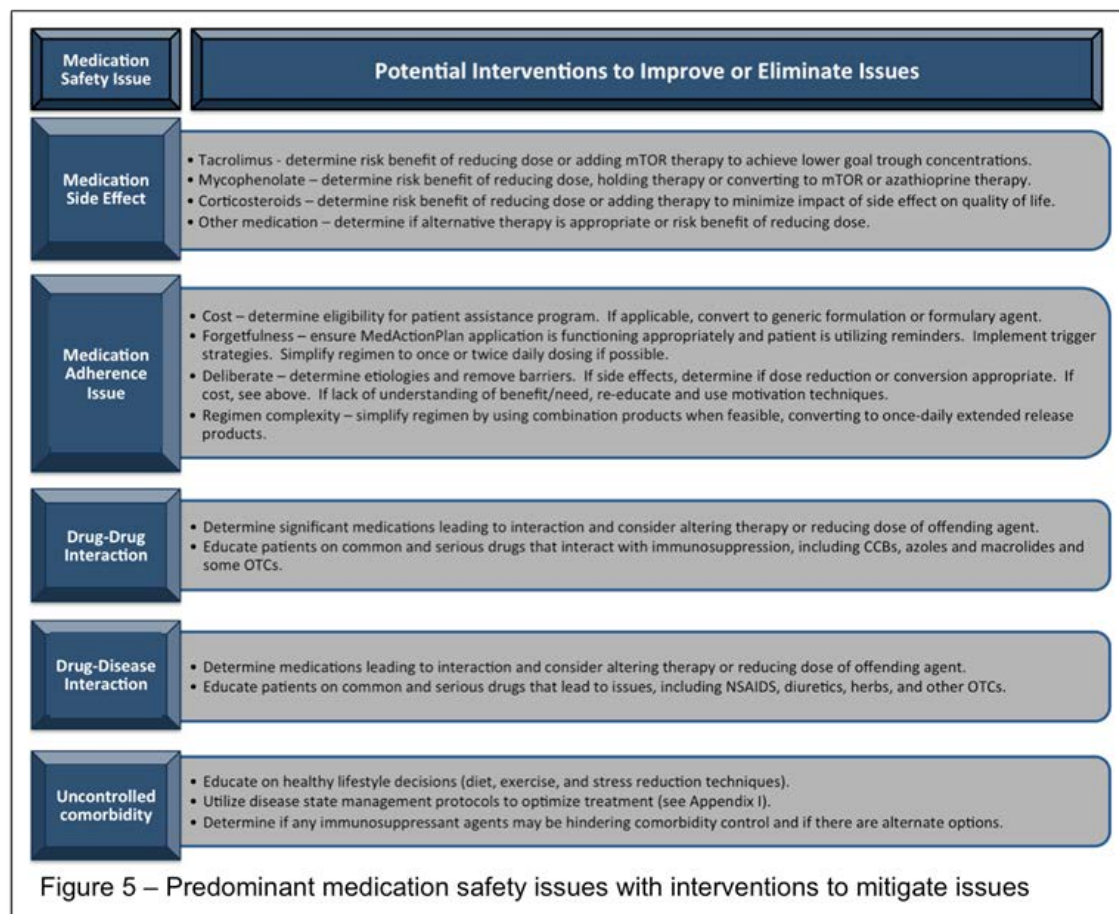 Medication
Safety Issue
Potential Interventions to Improve or Eliminate Issues
Medication
Side Effect
• Tacrolimus - determine risk benefit of reducing dose or adding mTOR therapy to achieve lower goal trough concentrations.
• Mycophenolate – determine risk benefit of reducing dose, holding therapy or converting to mTOR or azathioprine therapy.
• Corticosteroids – determine risk benefit of reducing dose or adding therapy to minimize impact of side effect on quality of life.
• Other medication – determine if alternative therapy is appropriate or risk benefit of reducing dose.
Medication
Adherence
Issue
• Cost – determine eligibility for patient assistance program. If applicable, convert to generic formulation or formulary agent.
• Forgetfulness – ensure MedActionPlan application is functioning appropriately and patient is utilizing reminders. Implement trigger
strategies. Simplify regimen to once or twice daily dosing if possible.
• Deliberate – determine etiologies and remove barriers. If side effects, determine if dose reduction or conversion appropriate. If
cost, see above. If lack of understanding of benefit/need, re-educate and use motivation techniques.
• Regimen complexity – simplify regimen by using combination products when feasible, converting to once-daily extended release
products.
Drug-Drug
Interaction
• Determine significant medications leading to interaction and consider altering therapy or reducing dose of offending agent.
• Educate patients on common and serious drugs that interact with immunosuppression, including CCBs, azoles and macrolides and
some OTCs.
Drug-Disease
Interaction
• Determine medications leading to interaction and consider altering therapy or reducing dose of offending agent.
• Educate patients on common and serious drugs that lead to issues, including NSAIDS, diuretics, herbs, and other OTCs.
Uncontrolled
comorbidity
• Educate on healthy lifestyle decisions (diet, exercise, and stress reduction techniques).
• Utilize disease state management protocols to optimize treatment (see Appendix I).
• Determine if any immunosuppressant agents may be hindering comorbidity control and if there are alternate options.
Figure 5 – Predominant medication safety issues with interventions to mitigate issues